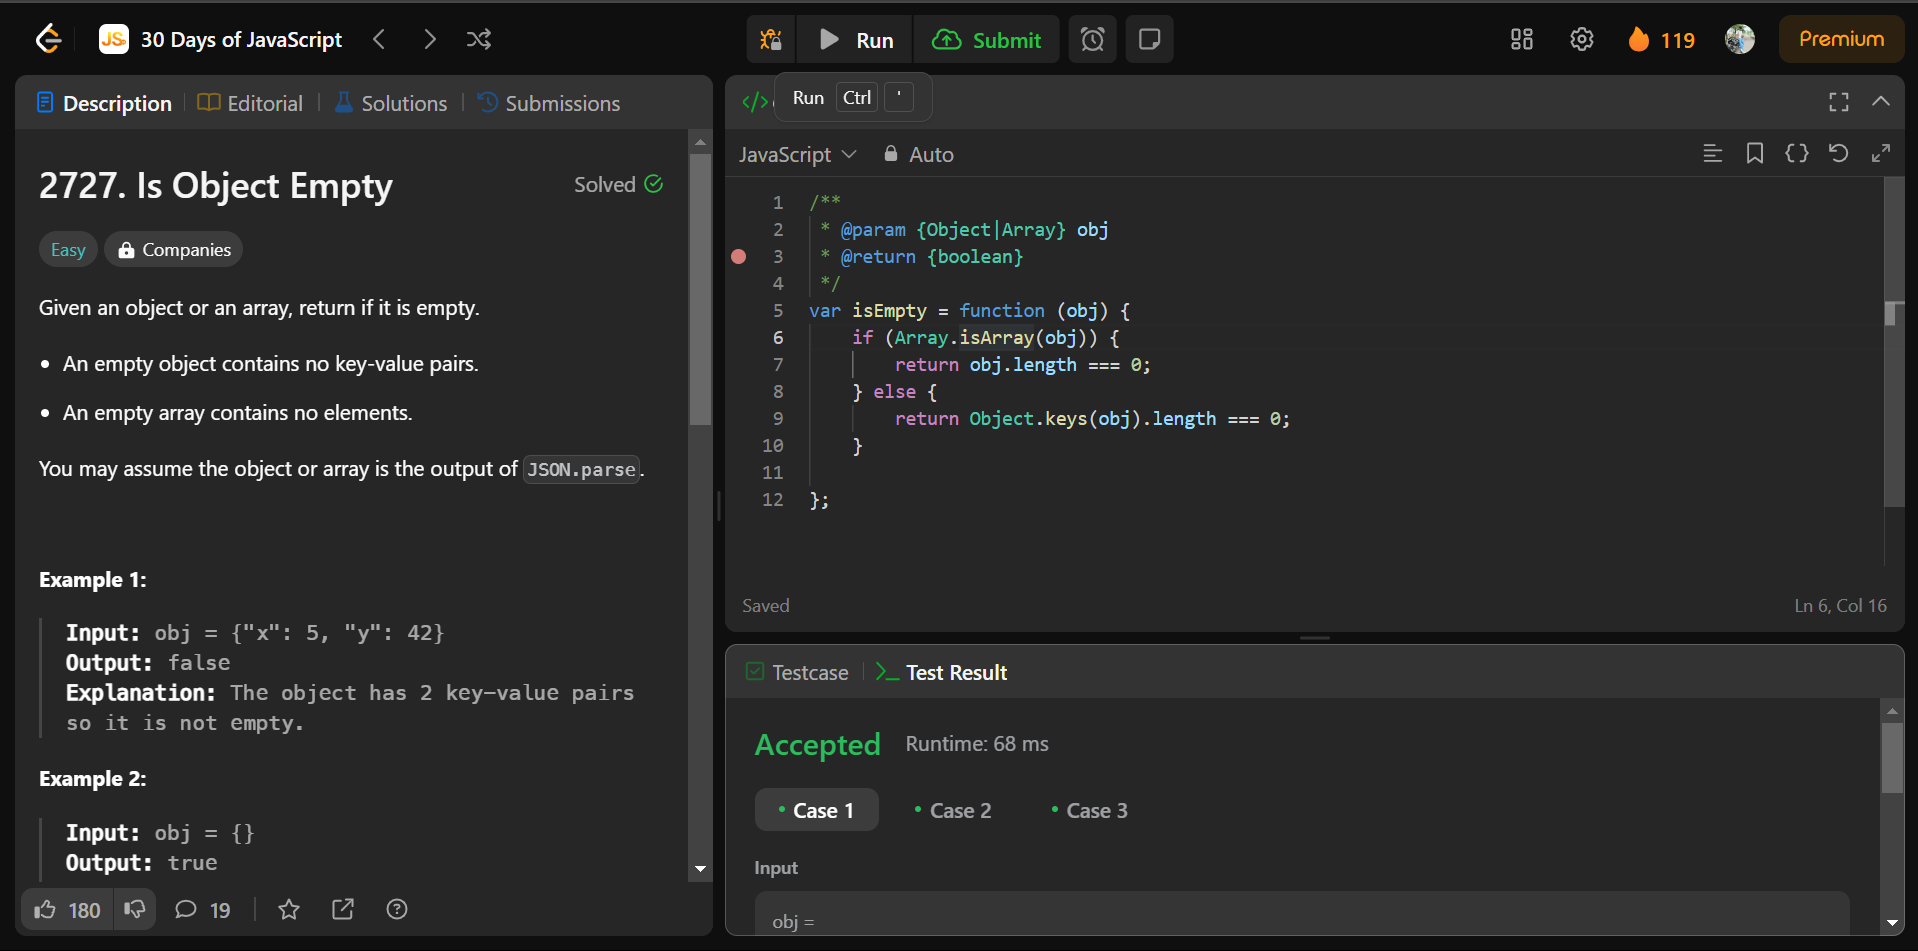 JS 30 Days of JavaScript
Run
Submit
119
Premium
Description
Editorial
Solutions
Submissions
2727. Is Object Empty
Solved
Easy
Companies
Given an object or an array, return if it is empty.
• An empty object contains no key-value pairs.
• An empty array contains no elements.
You may assume the object or array is the output of JSON.parse.
Example 1:
Input: obj = {"x": 5, "y": 42}
Output: false
Explanation: The object has 2 key-value pairs
so it is not empty.
Example 2:
Input: obj = {}
Output: true
180
19
</>
Run Ctrl '
JavaScript
Auto
1 /**
2 * @param {Object|Array} obj
3 * @return {boolean}
4 */
5 var isEmpty = function (obj) {
6 if (Array.isArray(obj)) {
7 return obj.length === 0;
8 } else {
9 return Object.keys(obj).length === 0;
10 }
11
12 };
Saved
Ln 6, Col 16
Testcase
Test Result
Accepted
Runtime: 68 ms
• Case 1
• Case 2
• Case 3
Input
obj =